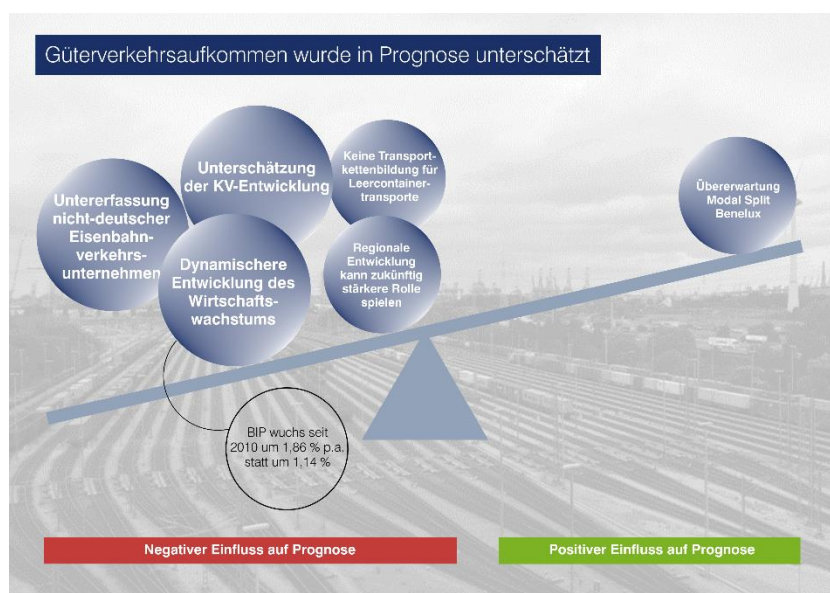 Güterverkehrsaufkommen wurde in Prognose unterschätzt
Unterschätzung
der KV-Entwicklung
Keine Transport-
kettenbildung für
Leercontainer-
transporte
Übererwartung
Modal Split
Benelux
Untererfassung
nicht-deutscher
Eisenbahn-
verkehrs-
unternehmen
Dynamischere
Entwicklung des
Wirtschafts-
wachstums
Regionale
Entwicklung
kann zukünftig
stärkere Rolle
spielen
BIP wuchs seit
2010 um 1,86 % p.a.
statt um 1,14 %
Negativer Einfluss auf Prognose
Positiver Einfluss auf Prognose